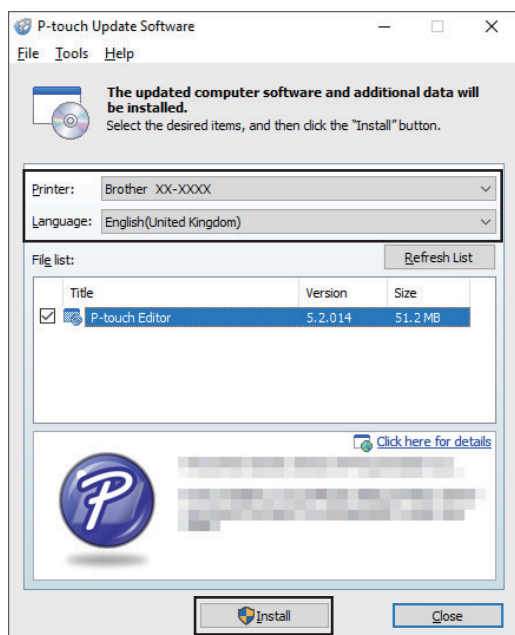 P-touch Update Software
File Tools Help
The updated computer software and additional data will
be installed.
Select the desired items, and then click the "Install" button.
Printer: Brother XX-XXXX
Language: English(United Kingdom)
File list: Refresh List
Title Version Size
P-touch Editor 5.2.014 51.2 MB
Click here for details
P
Install Close